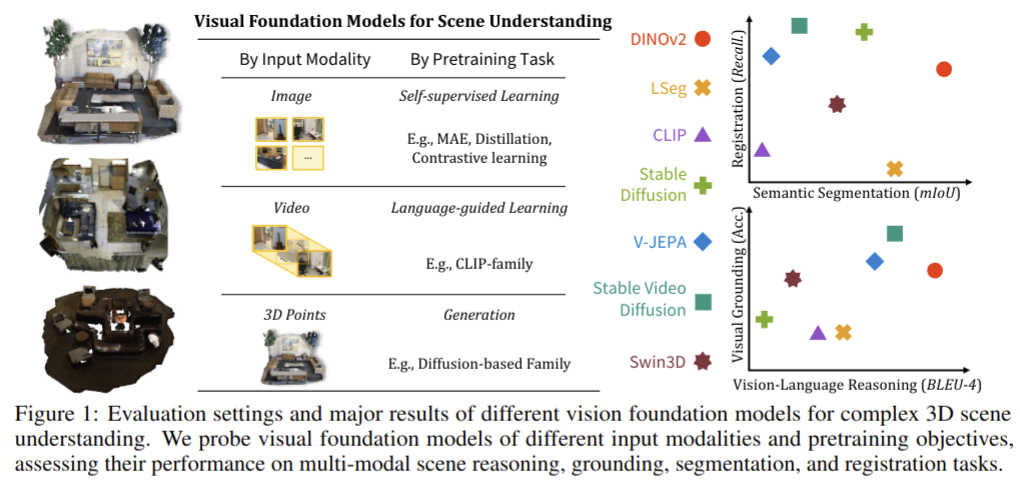 Visual Foundation Models for Scene Understanding
By Input Modality
By Pretraining Task
Image
Self-supervised Learning
E.g., MAE, Distillation,
Contrastive learning
...
Video
Language-guided Learning
E.g., CLIP-family
3D Points
Generation
E.g., Diffusion-based Family
DINOv2
LSeg
CLIP
Stable
Diffusion
V-JEPA
Stable Video
Diffusion
Swin3D
Registration (Recall.)
Semantic Segmentation (mIoU)
Visual Grounding (Acc.)
Vision-Language Reasoning (BLEU-4)
Figure 1: Evaluation settings and major results of different vision foundation models for complex 3D scene
understanding. We probe visual foundation models of different input modalities and pretraining objectives,
assessing their performance on multi-modal scene reasoning, grounding, segmentation, and registration tasks.